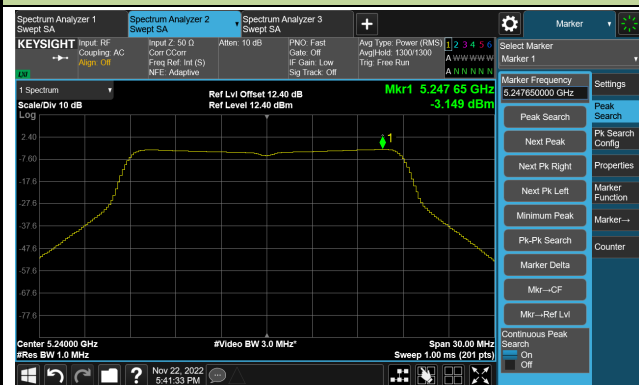 Spectrum Analyzer 1
Swept SA
Spectrum Analyzer 2
Swept SA
Spectrum Analyzer 3
Swept SA
+
Marker
KEYSIGHT
Input: RF
Coupling: AC
Align: Off
Input Z: 50 Ω
Corr CCorr
Freq Ref: Int (S)
NFE: Adaptive
Atten: 10 dB
PNO: Fast
Gate: Off
IF Gain: Low
Sig Track: Off
Avg Type: Power (RMS)
Avg|Hold: 1300/1300
Trig: Free Run
1 2 3 4 5 6
A W W W W W
A N N N N N
LXI
Select Marker
Marker 1
1 Spectrum
Scale/Div 10 dB
Log
Ref Lvl Offset 12.40 dB
Ref Level 12.40 dBm
Mkr1 5.247 65 GHz
-3.149 dBm
1
2.40
-7.60
-17.6
-27.6
-37.6
-47.6
-57.6
-67.6
-77.6
Center 5.24000 GHz
#Res BW 1.0 MHz
#Video BW 3.0 MHz*
Span 30.00 MHz
Sweep 1.00 ms (201 pts)
Marker Frequency
5.247650000 GHz
Peak Search
Next Peak
Next Pk Right
Next Pk Left
Minimum Peak
Pk-Pk Search
Marker Delta
Mkr→CF
Mkr→Ref Lvl
Continuous Peak
Search
On
Off
Settings
Peak
Search
Pk Search
Config
Properties
Marker
Function
Marker→
Counter
?
Nov 22, 2022
5:41:33 PM